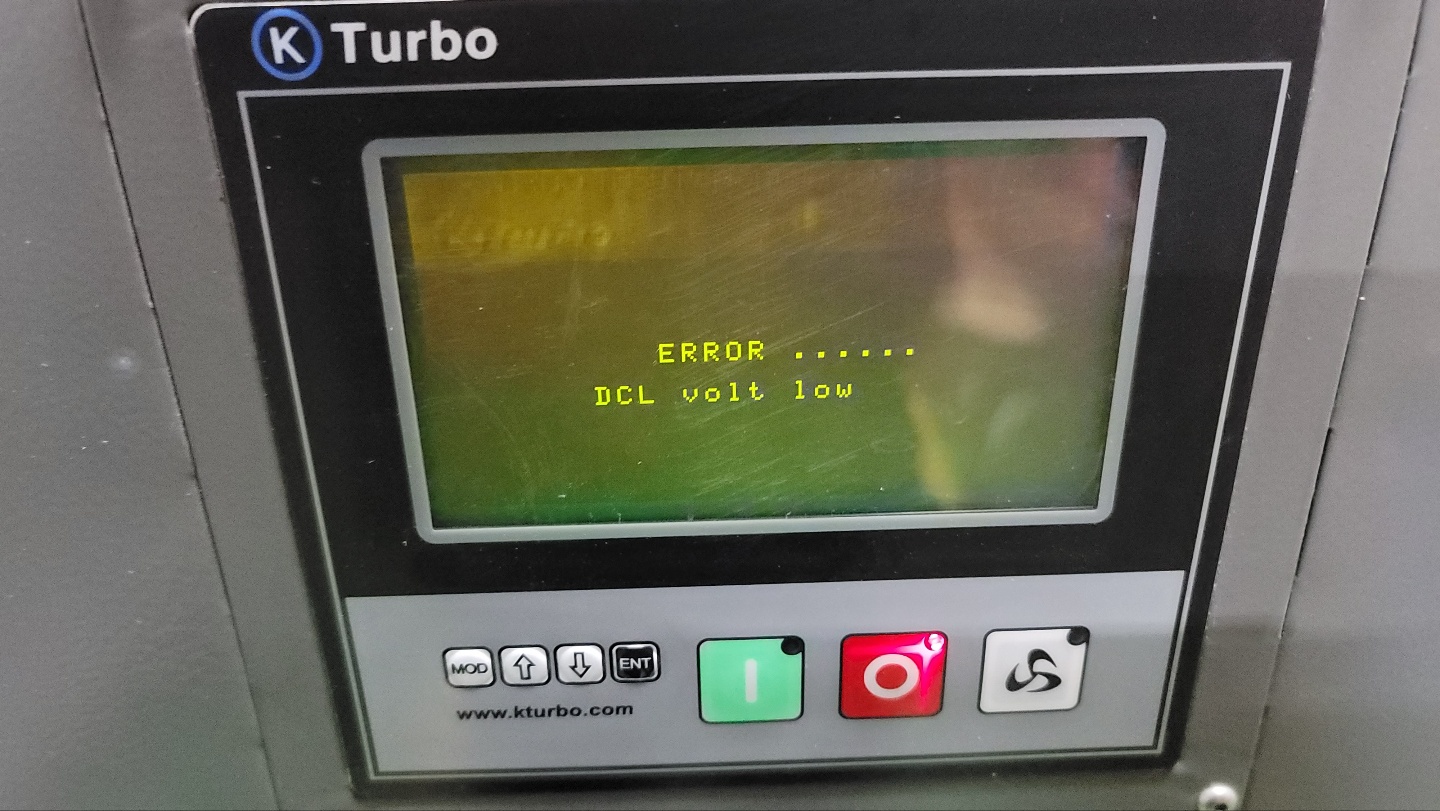 K Turbo
ERROR ......
DCL volt low
MOD ENT
www.kturbo.com